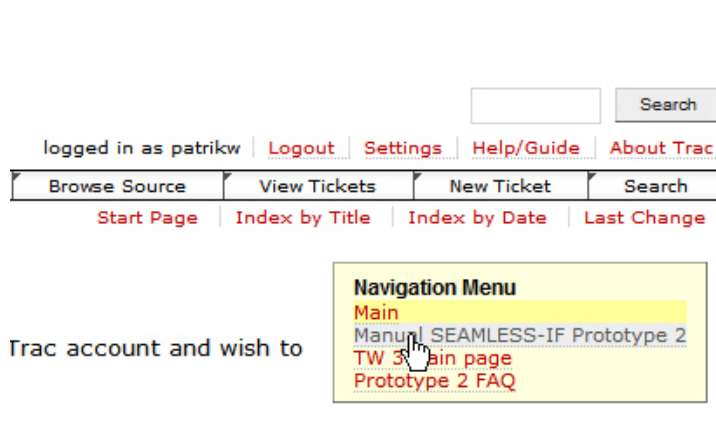 Search
logged in as patrikw Logout Settings Help/Guide About Trac
Browse Source View Tickets New Ticket Search
Start Page Index by Title Index by Date Last Change
Navigation Menu
Main
Manual SEAMLESS-IF Prototype 2
Trac account and wish to
TW 3 page
Prototype 2 FAQ